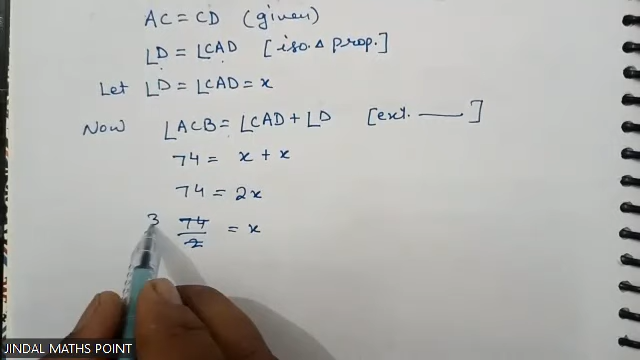 AC = CD (given)
∠D = ∠CAD [iso. Δ prop.]
Let ∠D = ∠CAD = x
Now ∠ACB = ∠CAD + ∠D [ext. ——— ]
74 = x + x
74 = 2x
3 74/2 = x
JINDAL MATHS POINT